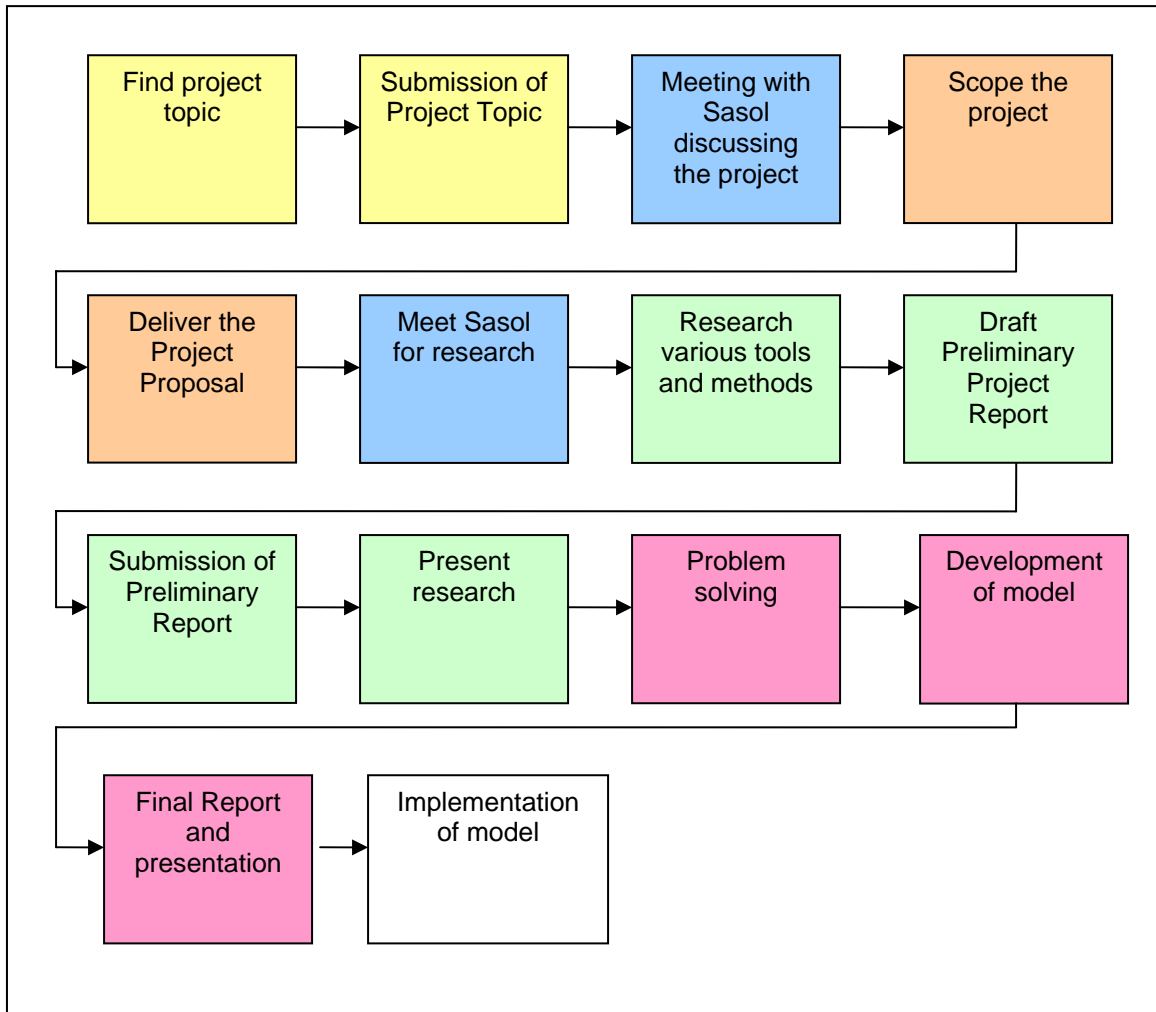 Find project
topic
Submission of
Project Topic
Meeting with
Sasol
discussing
the project
Scope the
project
Deliver the
Project
Proposal
Meet Sasol
for research
Research
various tools
and methods
Draft
Preliminary
Project
Report
Submission of
Preliminary
Report
Present
research
Problem
solving
Development
of model
Final Report
and
presentation
Implementation
of model